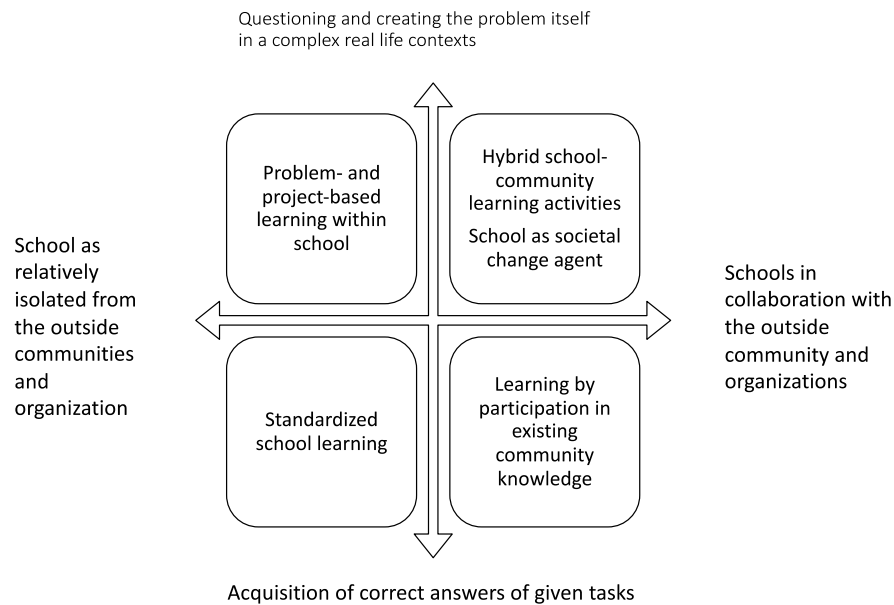 Questioning and creating the problem itself
in a complex real life contexts
Problem- and
project-based
learning within
school
Hybrid school-
community
learning activities
School as societal
change agent
School as
relatively
isolated from
the outside
communities
and
organization
Schools in
collaboration with
the outside
community and
organizations
Standardized
school learning
Learning by
participation in
existing
community
knowledge
Acquisition of correct answers of given tasks